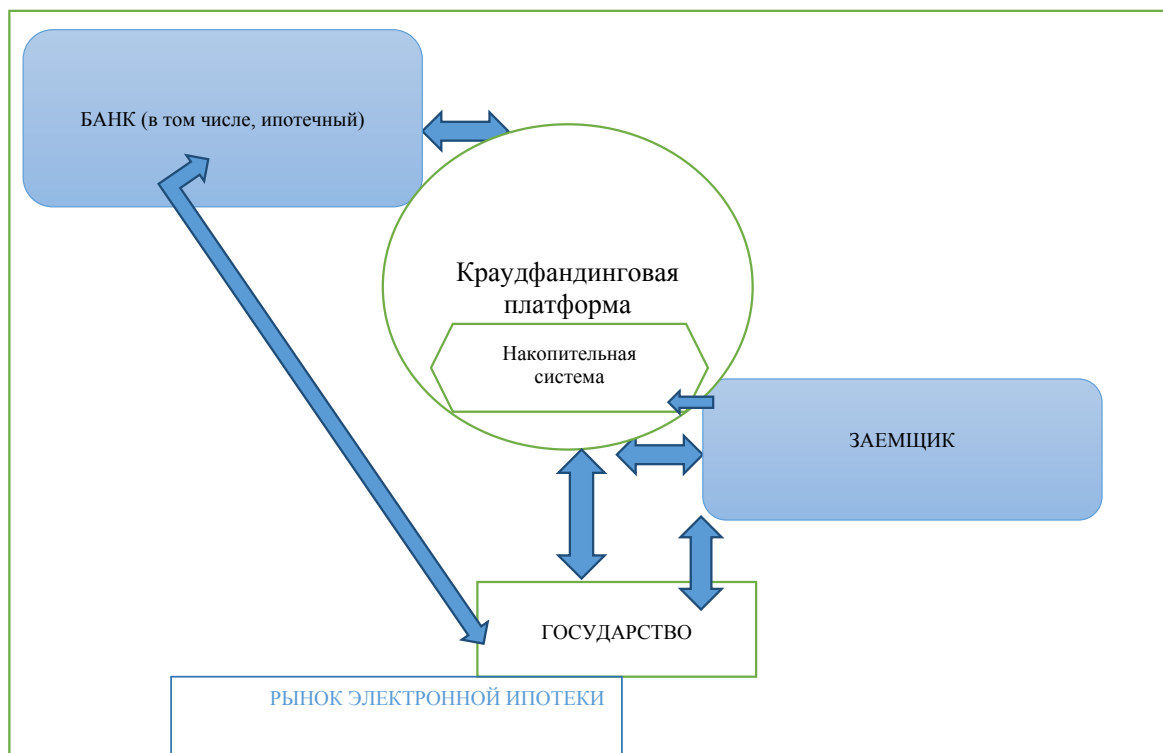 БАНК (в том числе, ипотечный)
Краудфандинговая
платформа
Накопительная
система
ЗАЕМЩИК
ГОСУДАРСТВО
РЫНОК ЭЛЕКТРОННОЙ ИПОТЕКИ